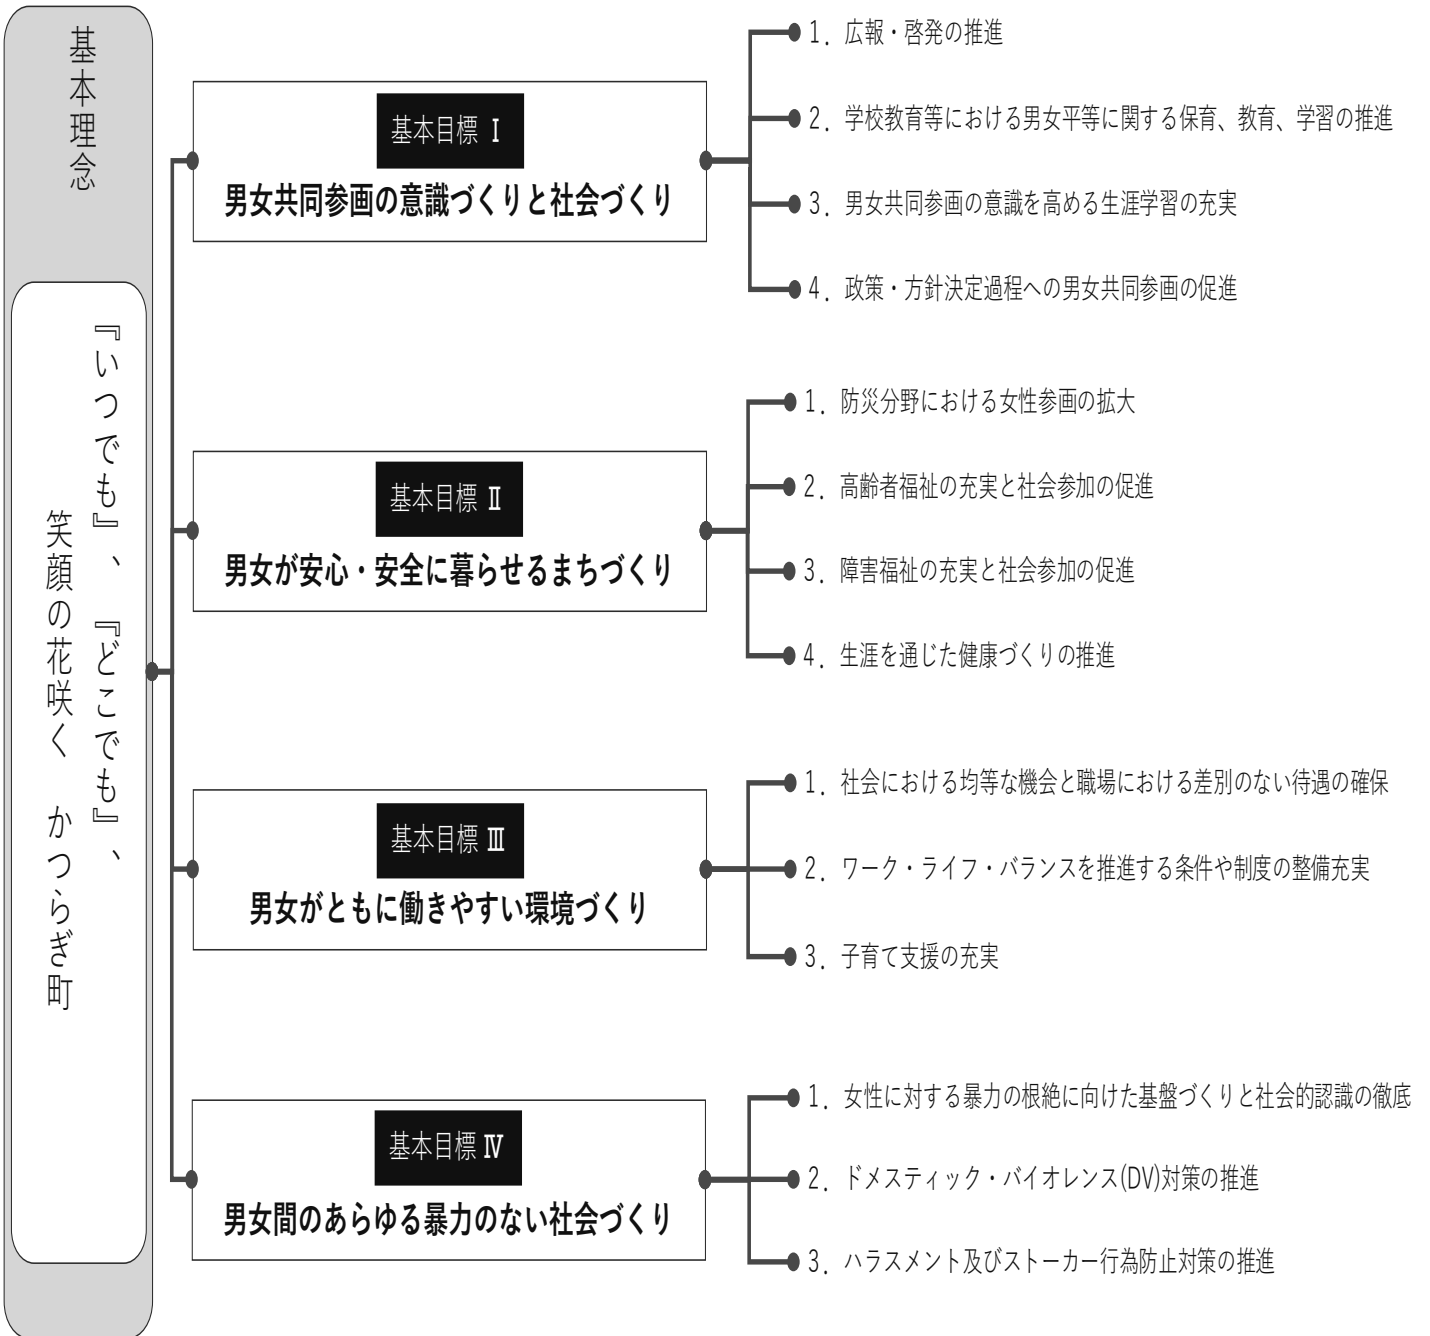 基本理念
『いつでも』、『どこでも』、
笑顔の花咲く　かつらぎ町
基本目標 Ⅰ
男女共同参画の意識づくりと社会づくり
1．広報・啓発の推進
2．学校教育等における男女平等に関する保育、教育、学習の推進
3．男女共同参画の意識を高める生涯学習の充実
4．政策・方針決定過程への男女共同参画の促進
基本目標 Ⅱ
男女が安心・安全に暮らせるまちづくり
1．防災分野における女性参画の拡大
2．高齢者福祉の充実と社会参加の促進
3．障害福祉の充実と社会参加の促進
4．生涯を通じた健康づくりの推進
基本目標 Ⅲ
男女がともに働きやすい環境づくり
1．社会における均等な機会と職場における差別のない待遇の確保
2．ワーク・ライフ・バランスを推進する条件や制度の整備充実
3．子育て支援の充実
基本目標 Ⅳ
男女間のあらゆる暴力のない社会づくり
1．女性に対する暴力の根絶に向けた基盤づくりと社会的認識の徹底
2．ドメスティック・バイオレンス(DV)対策の推進
3．ハラスメント及びストーカー行為防止対策の推進